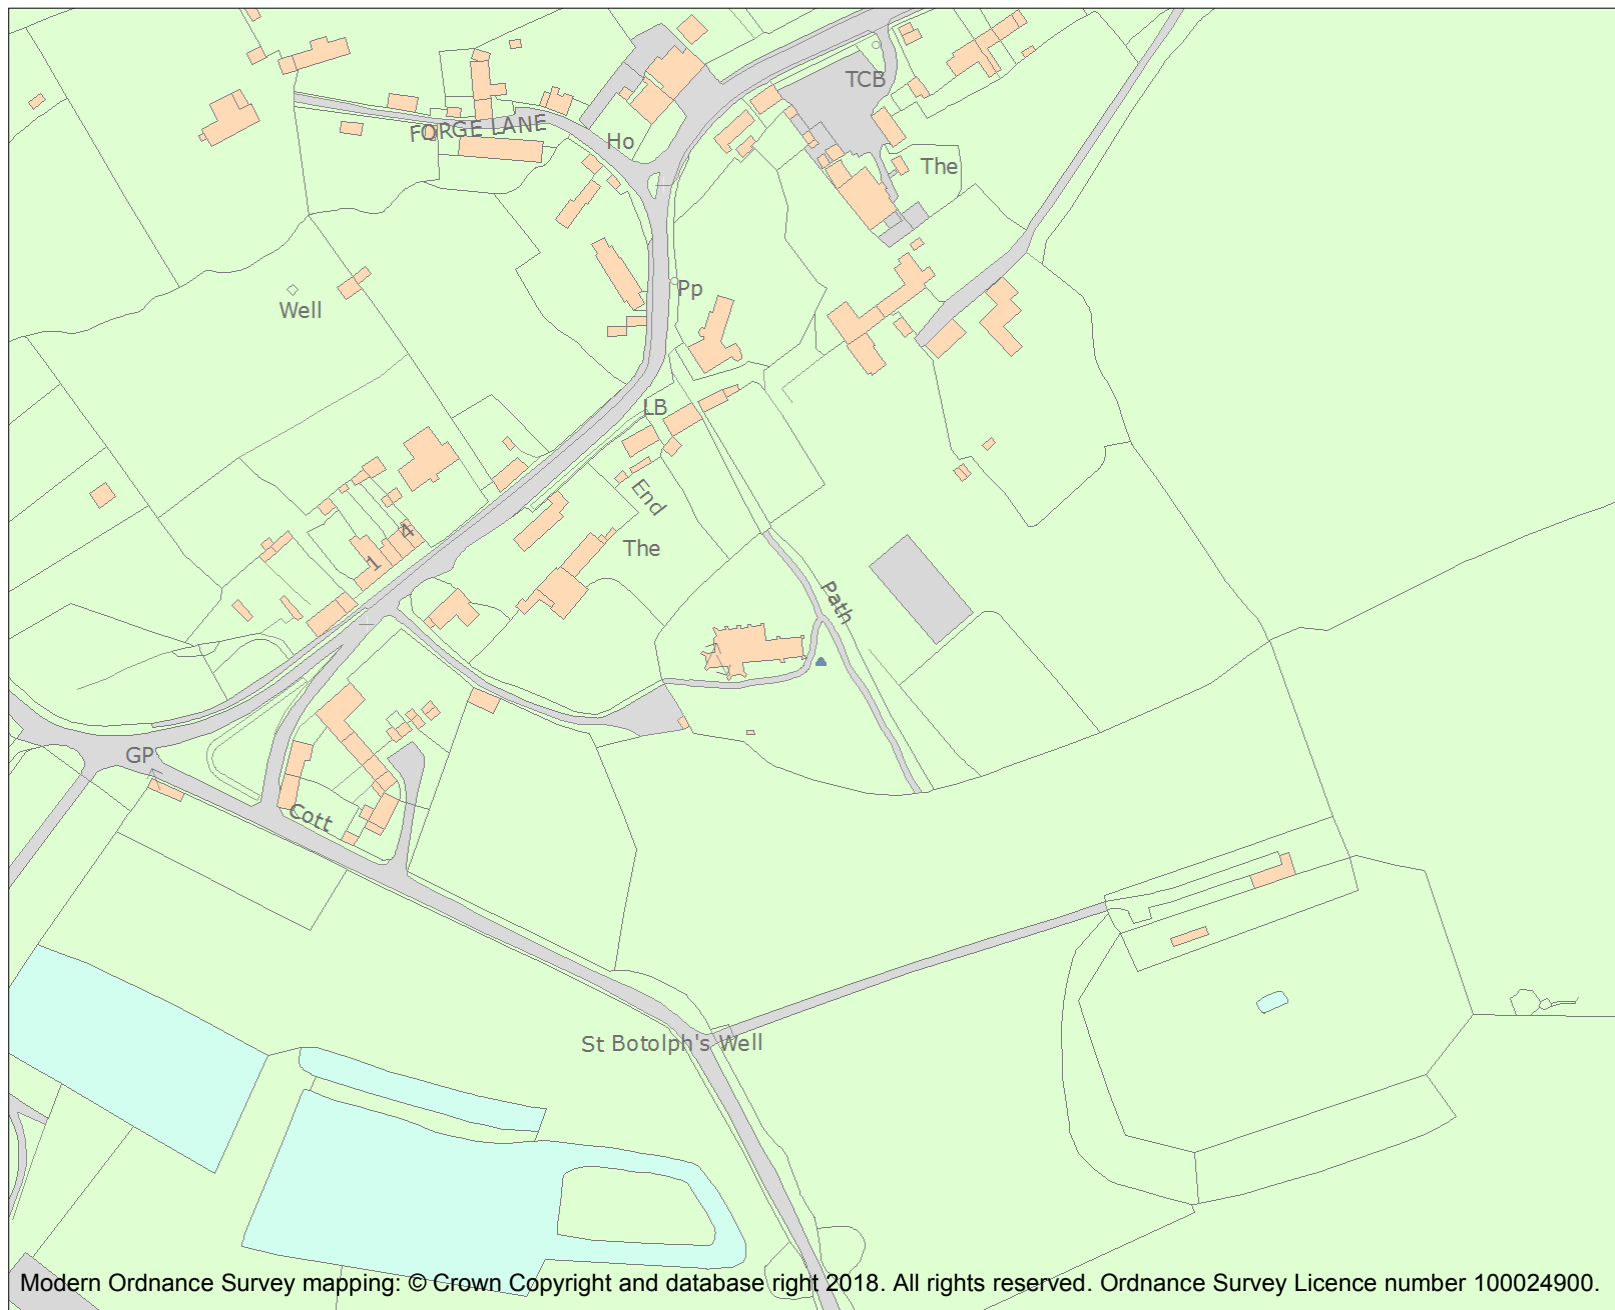 TCB
FORGE LANE
Ho
The
Pp
Well
LB
End
4
1
The
Path
GP
Cott
St Botolph's Well
Modern Ordnance Survey mapping: © Crown Copyright and database right 2018. All rights reserved. Ordnance Survey Licence number 100024900.